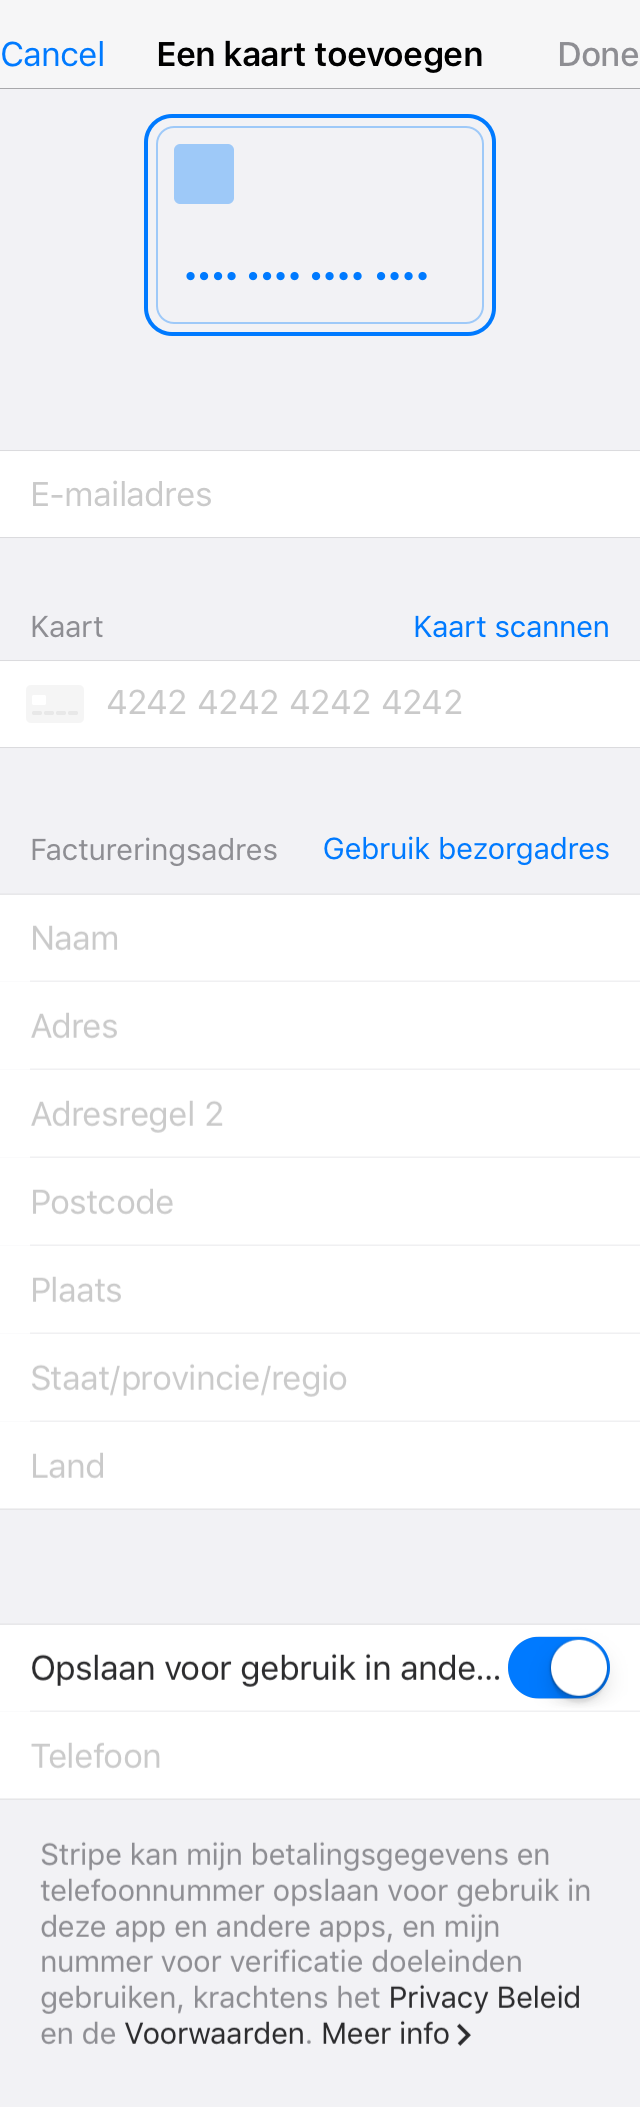 Cancel Een kaart toevoegen Done
•••• •••• •••• ••••
E-mailadres
Kaart Kaart scannen
4242 4242 4242 4242
Factureringsadres Gebruik bezorgadres
Naam
Adres
Adresregel 2
Postcode
Plaats
Staat/provincie/regio
Land
Opslaan voor gebruik in ande...
Telefoon
Stripe kan mijn betalingsgegevens en
telefoonnummer opslaan voor gebruik in
deze app en andere apps, en mijn
nummer voor verificatie doeleinden
gebruiken, krachtens het Privacy Beleid
en de Voorwaarden. Meer info